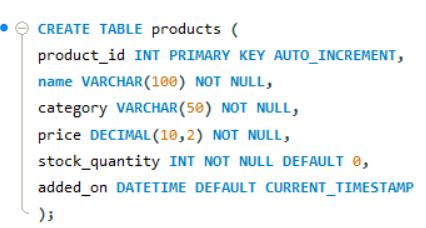 CREATE TABLE products (
product_id INT PRIMARY KEY AUTO_INCREMENT,
name VARCHAR(100) NOT NULL,
category VARCHAR(50) NOT NULL,
price DECIMAL(10,2) NOT NULL,
stock_quantity INT NOT NULL DEFAULT 0,
added_on DATETIME DEFAULT CURRENT_TIMESTAMP
);